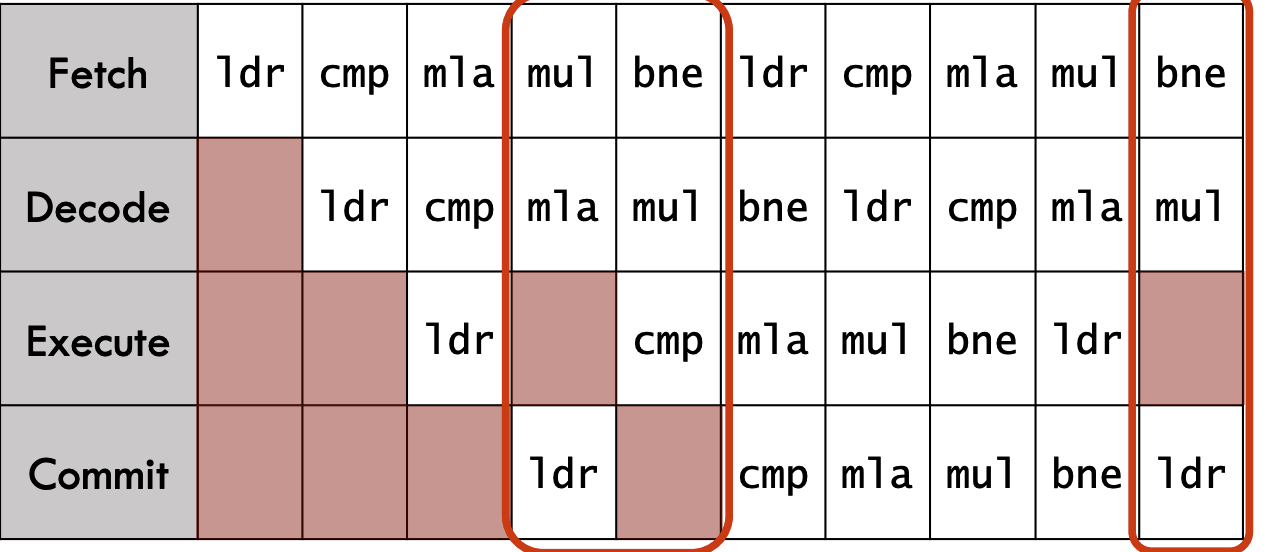 Fetch ldr cmp mla mul bne ldr cmp mla mul bne
Decode ldr cmp mla mul bne ldr cmp mla mul
Execute ldr cmp mla mul bne ldr
Commit ldr cmp mla mul bne ldr